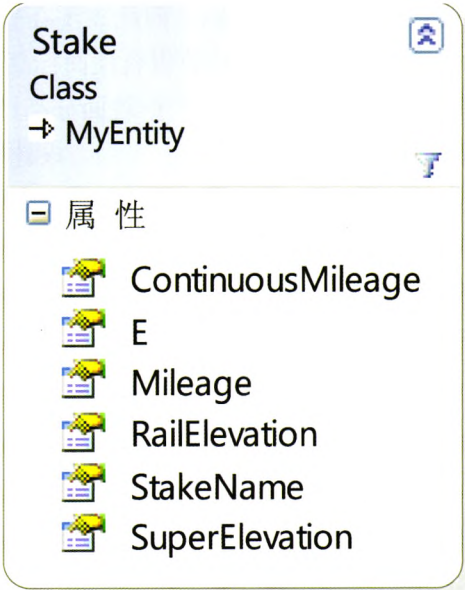 Stake
Class
MyEntity
属 性
ContinuousMileage
E
Mileage
RailElevation
StakeName
SuperElevation